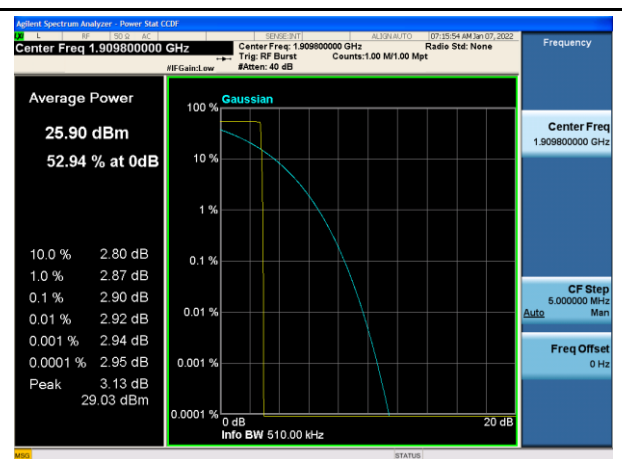 Agilent Spectrum Analyzer - Power Stat CCDF
L RF 50 Ω AC SENSE:INT ALIGNAUTO 07:15:54 AM Jan 07, 2022
Center Freq 1.909800000 GHz
Center Freq: 1.909800000 GHz Radio Std: None
Trig: RF Burst Counts:1.00 M/1.00 Mpt
#IFGain:Low #Atten: 40 dB
Frequency
Average Power
25.90 dBm
52.94 % at 0dB
10.0 % 2.80 dB
1.0 % 2.87 dB
0.1 % 2.90 dB
0.01 % 2.92 dB
0.001 % 2.94 dB
0.0001 % 2.95 dB
Peak 3.13 dB
29.03 dBm
Gaussian
100 %
10 %
1 %
0.1 %
0.01 %
0.001 %
0.0001 %
0 dB 20 dB
Info BW 510.00 kHz
Center Freq
1.909800000 GHz
CF Step
5.000000 MHz
Auto Man
Freq Offset
0 Hz
MSG STATUS